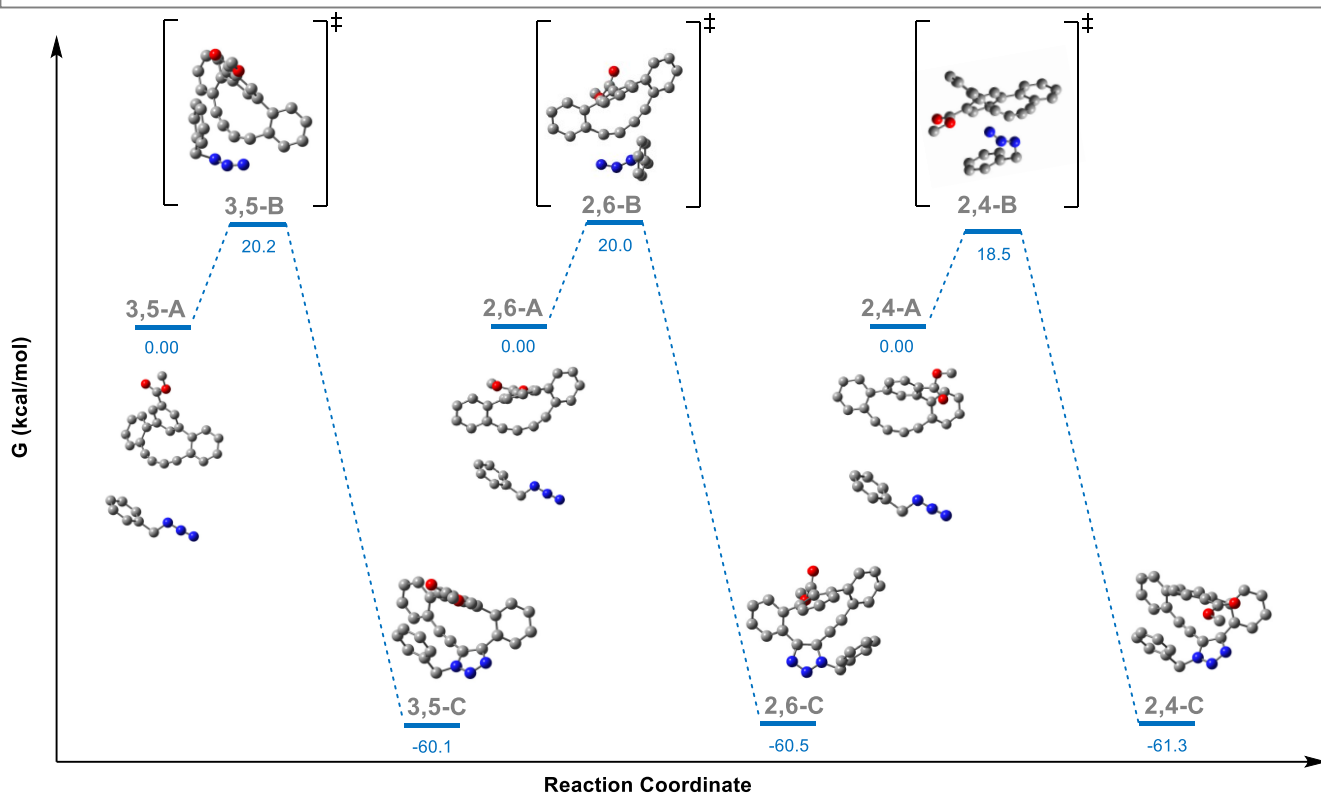 ‡ ‡ ‡
3,5-B 2,6-B 2,4-B
20.2 20.0 18.5
3,5-A 2,6-A 2,4-A
0.00 0.00 0.00
G (kcal/mol)
3,5-C 2,6-C 2,4-C
-60.1 -60.5 -61.3
Reaction Coordinate